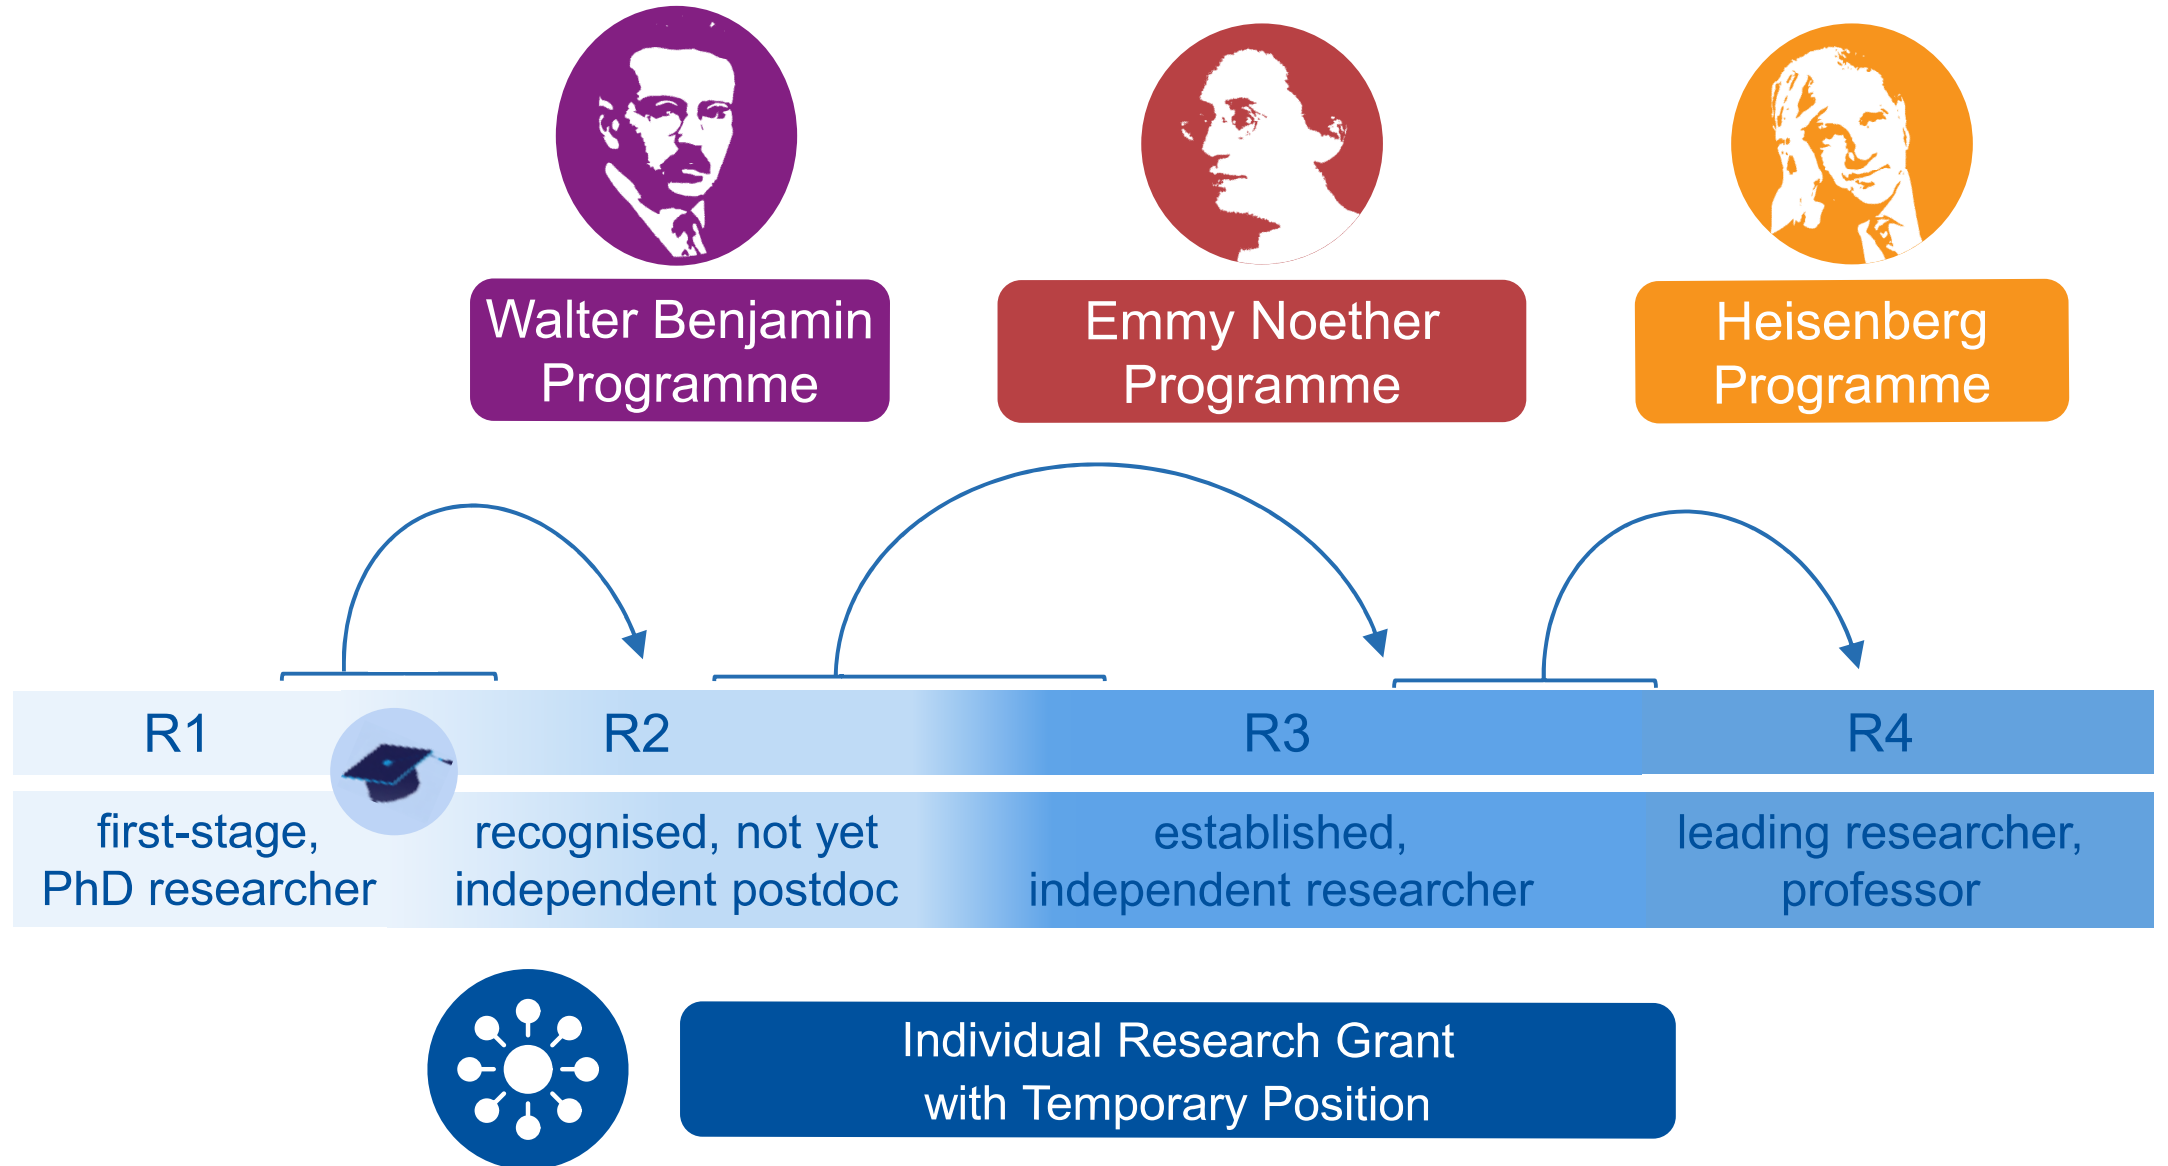 Walter Benjamin
Programme
Emmy Noether
Programme
Heisenberg
Programme
R1
R2
R3
R4
first-stage,
PhD researcher
recognised, not yet
independent postdoc
established,
independent researcher
leading researcher,
professor
Individual Research Grant
with Temporary Position